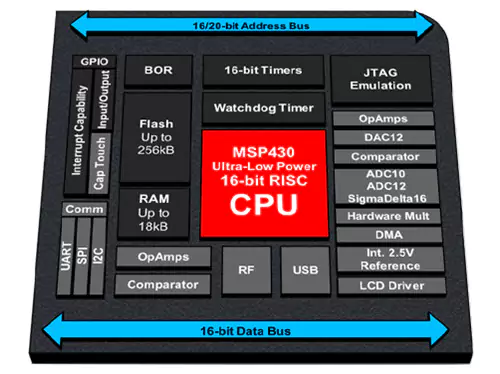 16/20-bit Address Bus
GPIO
Interrupt Capability
Input/Output
Cap Touch
BOR
16-bit Timers
JTAG
Emulation
Flash
Up to
256kB
Watchdog Timer
OpAmps
DAC12
Comparator
MSP430
Ultra-Low Power
16-bit RISC
CPU
ADC10
ADC12
SigmaDelta16
RAM
Up to
18kB
Hardware Mult
DMA
Comm
UART
SPI
I2C
OpAmps
Comparator
RF
USB
Int. 2.5V
Reference
LCD Driver
16-bit Data Bus